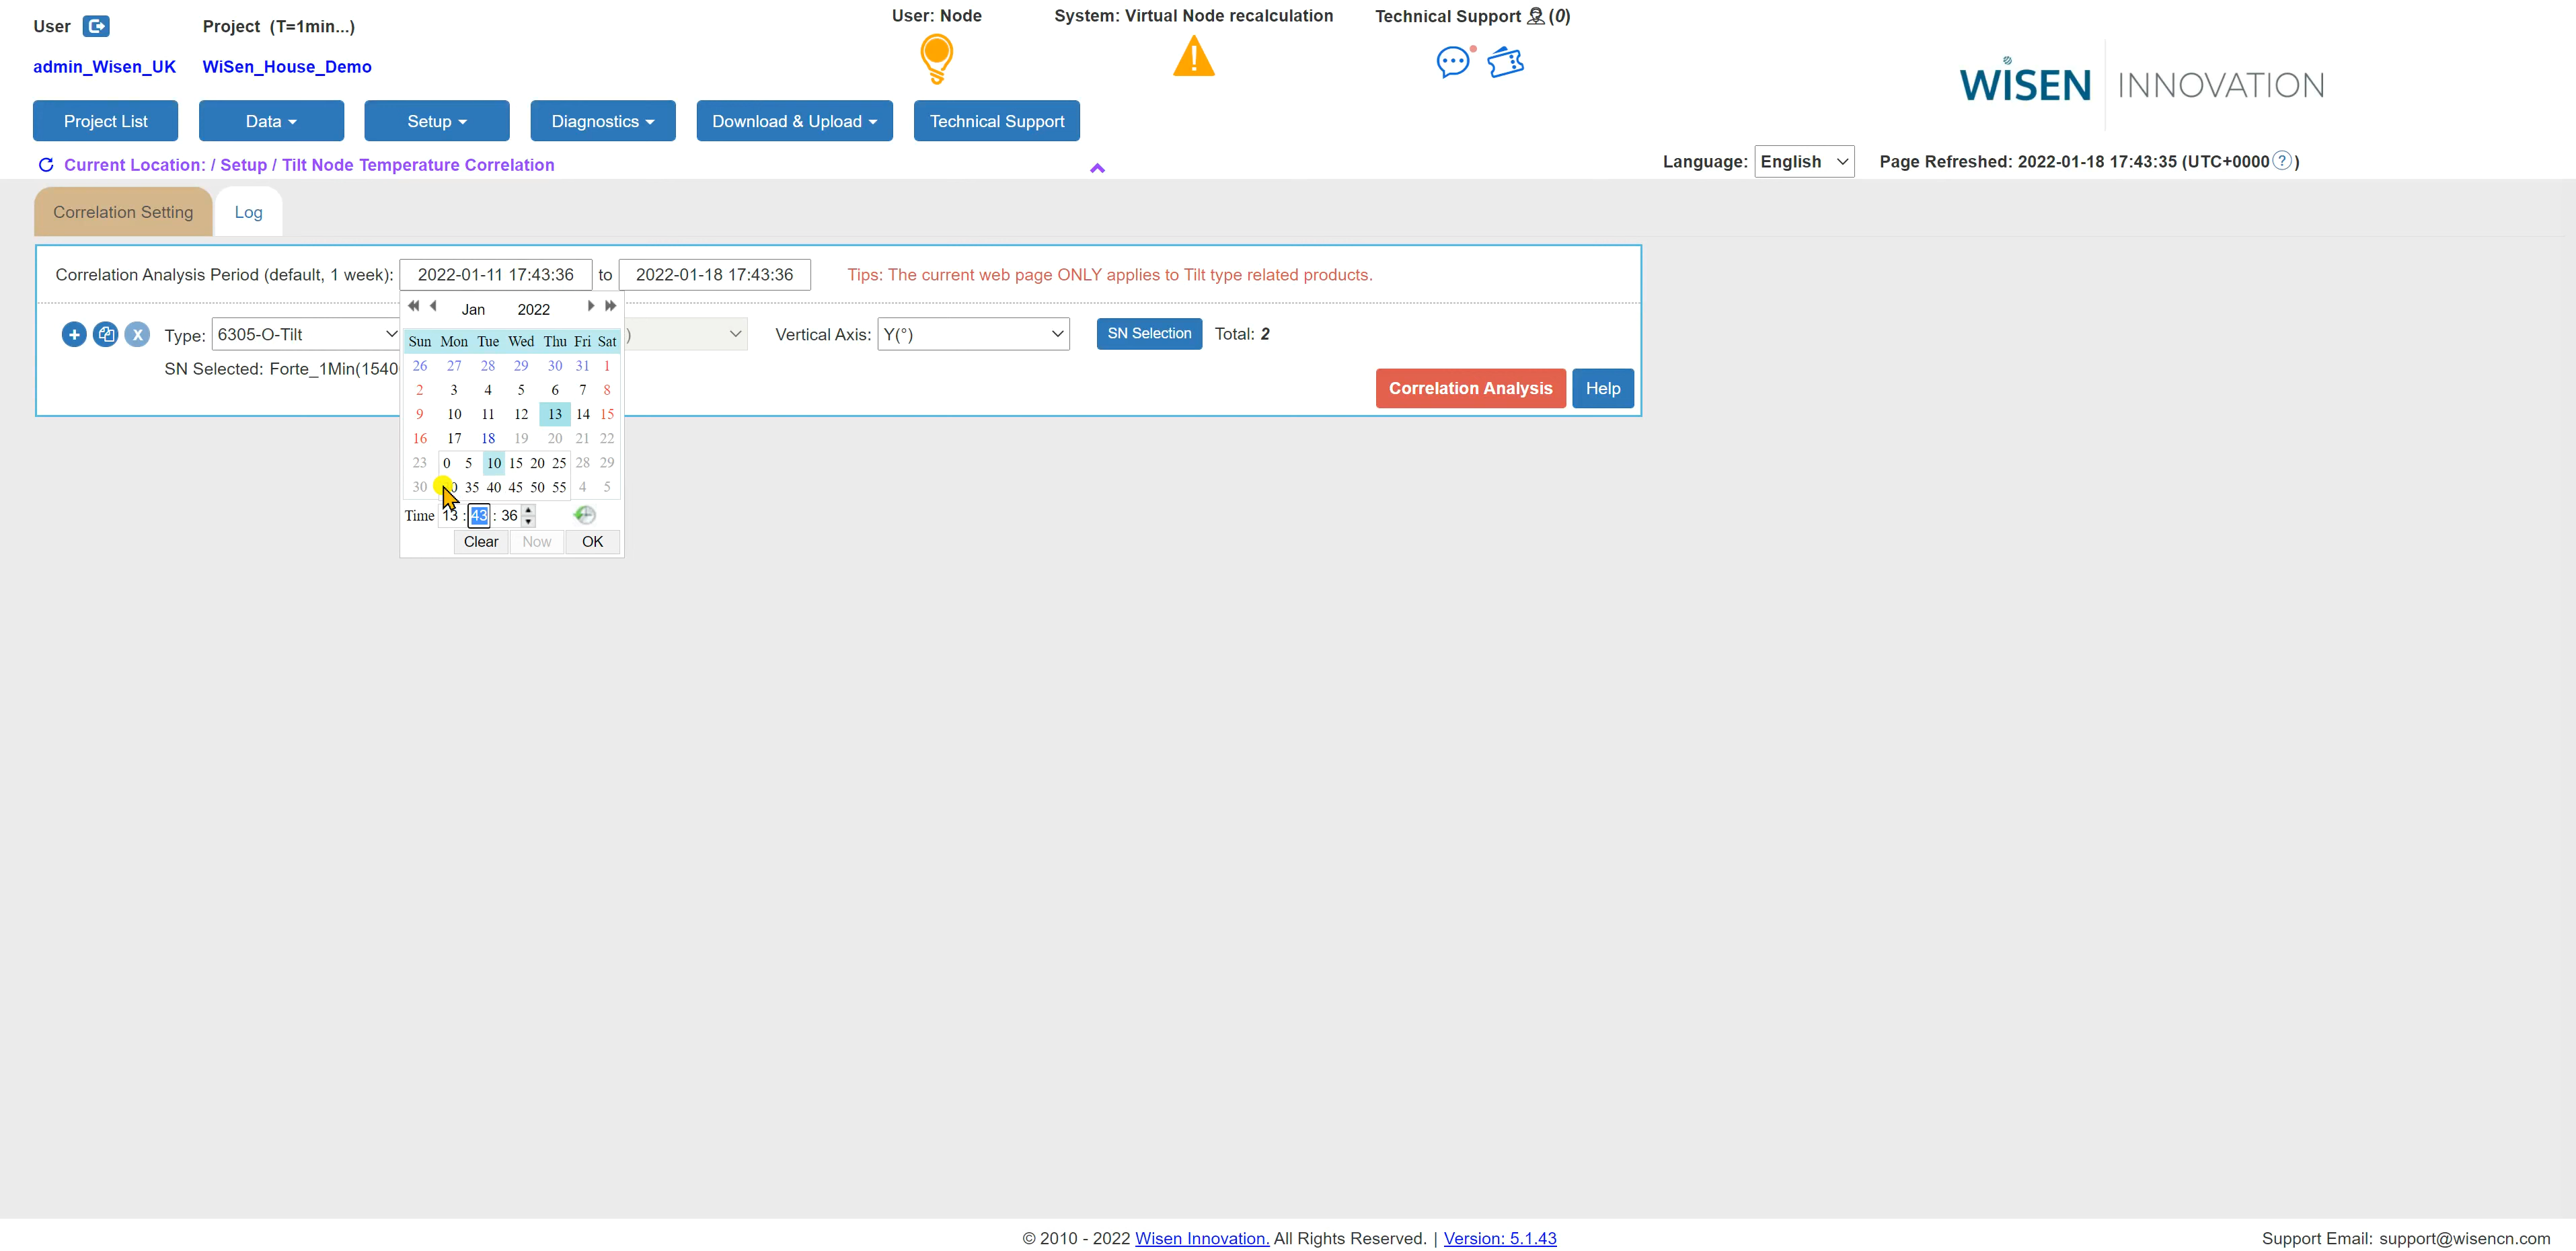 User
Project (T=1min...)
User: Node
System: Virtual Node recalculation
Technical Support (0)
admin_Wisen_UK
WiSen_House_Demo
WISEN INNOVATION
Project List
Data
Setup
Diagnostics
Download & Upload
Technical Support
Current Location: / Setup / Tilt Node Temperature Correlation
Language: English
Page Refreshed: 2022-01-18 17:43:35 (UTC+0000 ? )
Correlation Setting
Log
Correlation Analysis Period (default, 1 week): 2022-01-11 17:43:36 to 2022-01-18 17:43:36
Tips: The current web page ONLY applies to Tilt type related products.
Jan 2022
Type: 6305-O-Tilt
)
Vertical Axis: Y(°)
SN Selection
Total: 2
SN Selected: Forte_1Min(1540
Correlation Analysis
Help
Sun Mon Tue Wed Thu Fri Sat
26 27 28 29 30 31 1
2 3 4 5 6 7 8
9 10 11 12 13 14 15
16 17 18 19 20 21 22
23 0 5 10 15 20 25 28 29
30 35 40 45 50 55 4 5
Time 13 : 43 : 36
Clear
Now
OK
© 2010 - 2022 Wisen Innovation. All Rights Reserved. | Version: 5.1.43
Support Email: support@wisencn.com